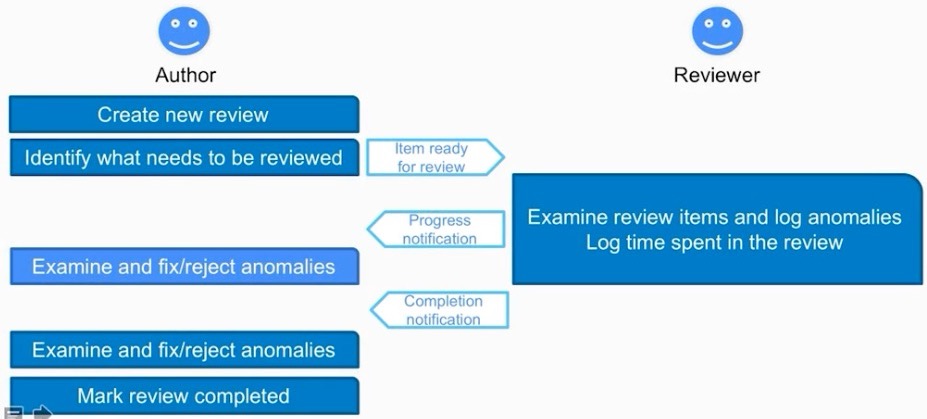 Author
Reviewer
Create new review
Identify what needs to be reviewed
Item ready
for review
Progress
notification
Examine review items and log anomalies
Log time spent in the review
Examine and fix/reject anomalies
Completion
notification
Examine and fix/reject anomalies
Mark review completed